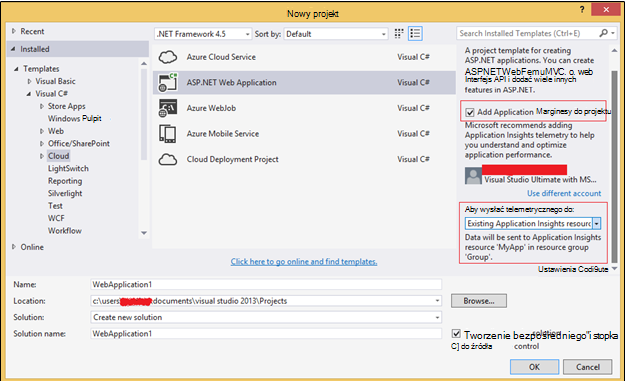 Nowy projekt
Recent
Installed
Templates
Visual Basic
Visual C#
Store Apps
Windows Pulpit
Web
Office/SharePoint
Cloud
LightSwitch
Reporting
Silverlight
Test
WCF
Workflow
Online
.NET Framework 4.5
Sort by: Default
Azure Cloud Service Visual C#
ASP.NET Web Application Visual C#
Azure WebJob Visual C#
Azure Mobile Service Visual C#
Cloud Deployment Project Visual C#
Click here to go online and find templates.
Search Installed Templates (Ctrl+E)
A project template for creating
ASP.NET applications. You can create
ASPNETWebFemuMVC. o. web
Interfejs API i dodać wiele innych
features in ASP.NET.
Add Application Marginesy do projektu
Microsoft recommends adding
Application Insights telemetry to help
you understand and optimize
application performance.
Visual Studio Ultimate with MS...
Use different account
Aby wysłać telemetrycznego do:
Existing Application Insights resourc
Data will be sent to Application Insights
resource 'MyApp' in resource group
'Group'.
Ustawienia Codi9ute
Name: WebApplication1
Location: c:\users\ documents\visual studio 2013\Projects
Browse...
Solution: Create new solution
Solution name: WebApplication1
Tworzenie bezpośredniego"i stopka
solution
C] do źródła control
OK
Cancel